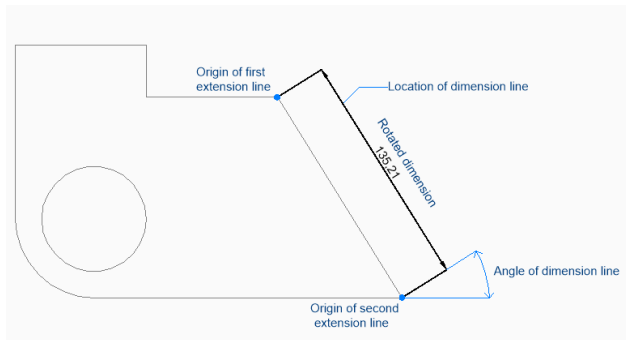 Origin of first
extension line
Location of dimension line
Rotated dimension
135,21
Angle of dimension line
Origin of second
extension line